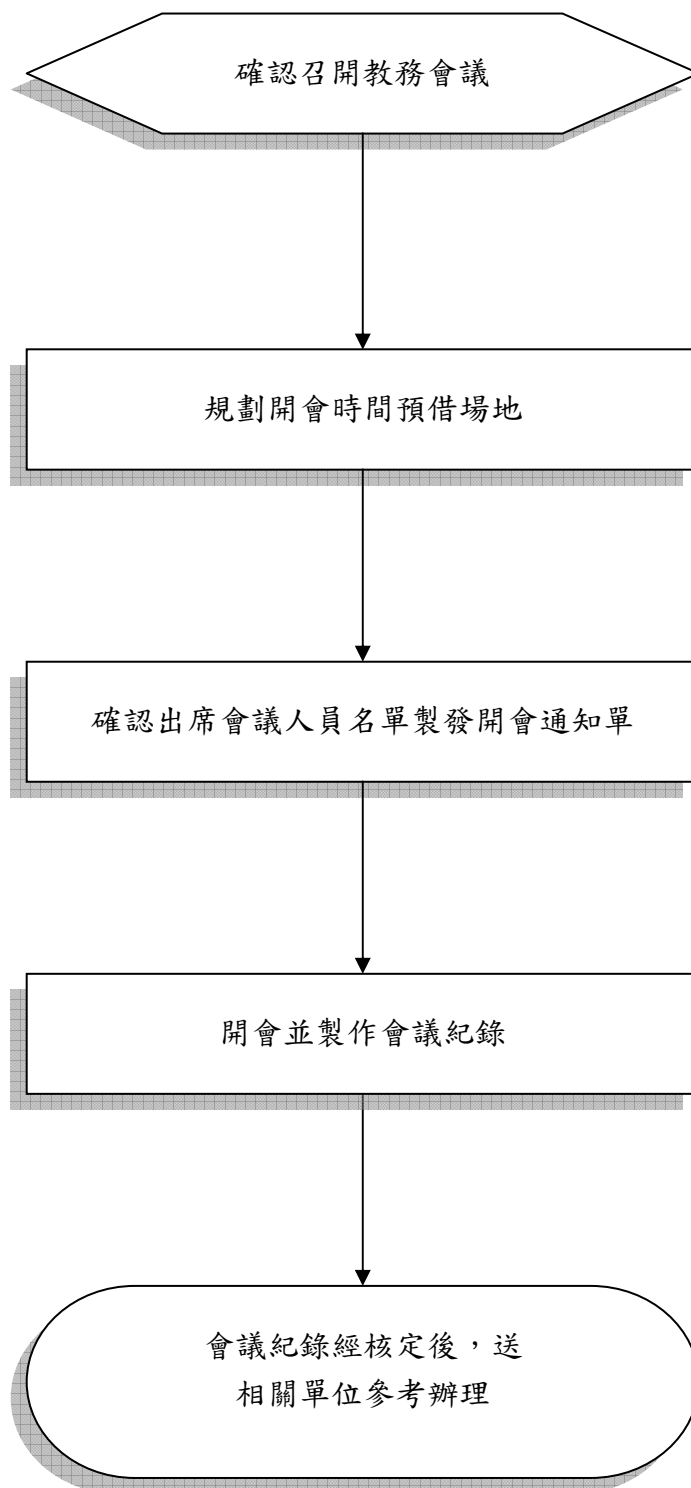 確認召開教務會議
規劃開會時間預借場地
確認出席會議人員名單製發開會通知單
開會並製作會議紀錄
會議紀錄經核定後，送
相關單位參考辦理